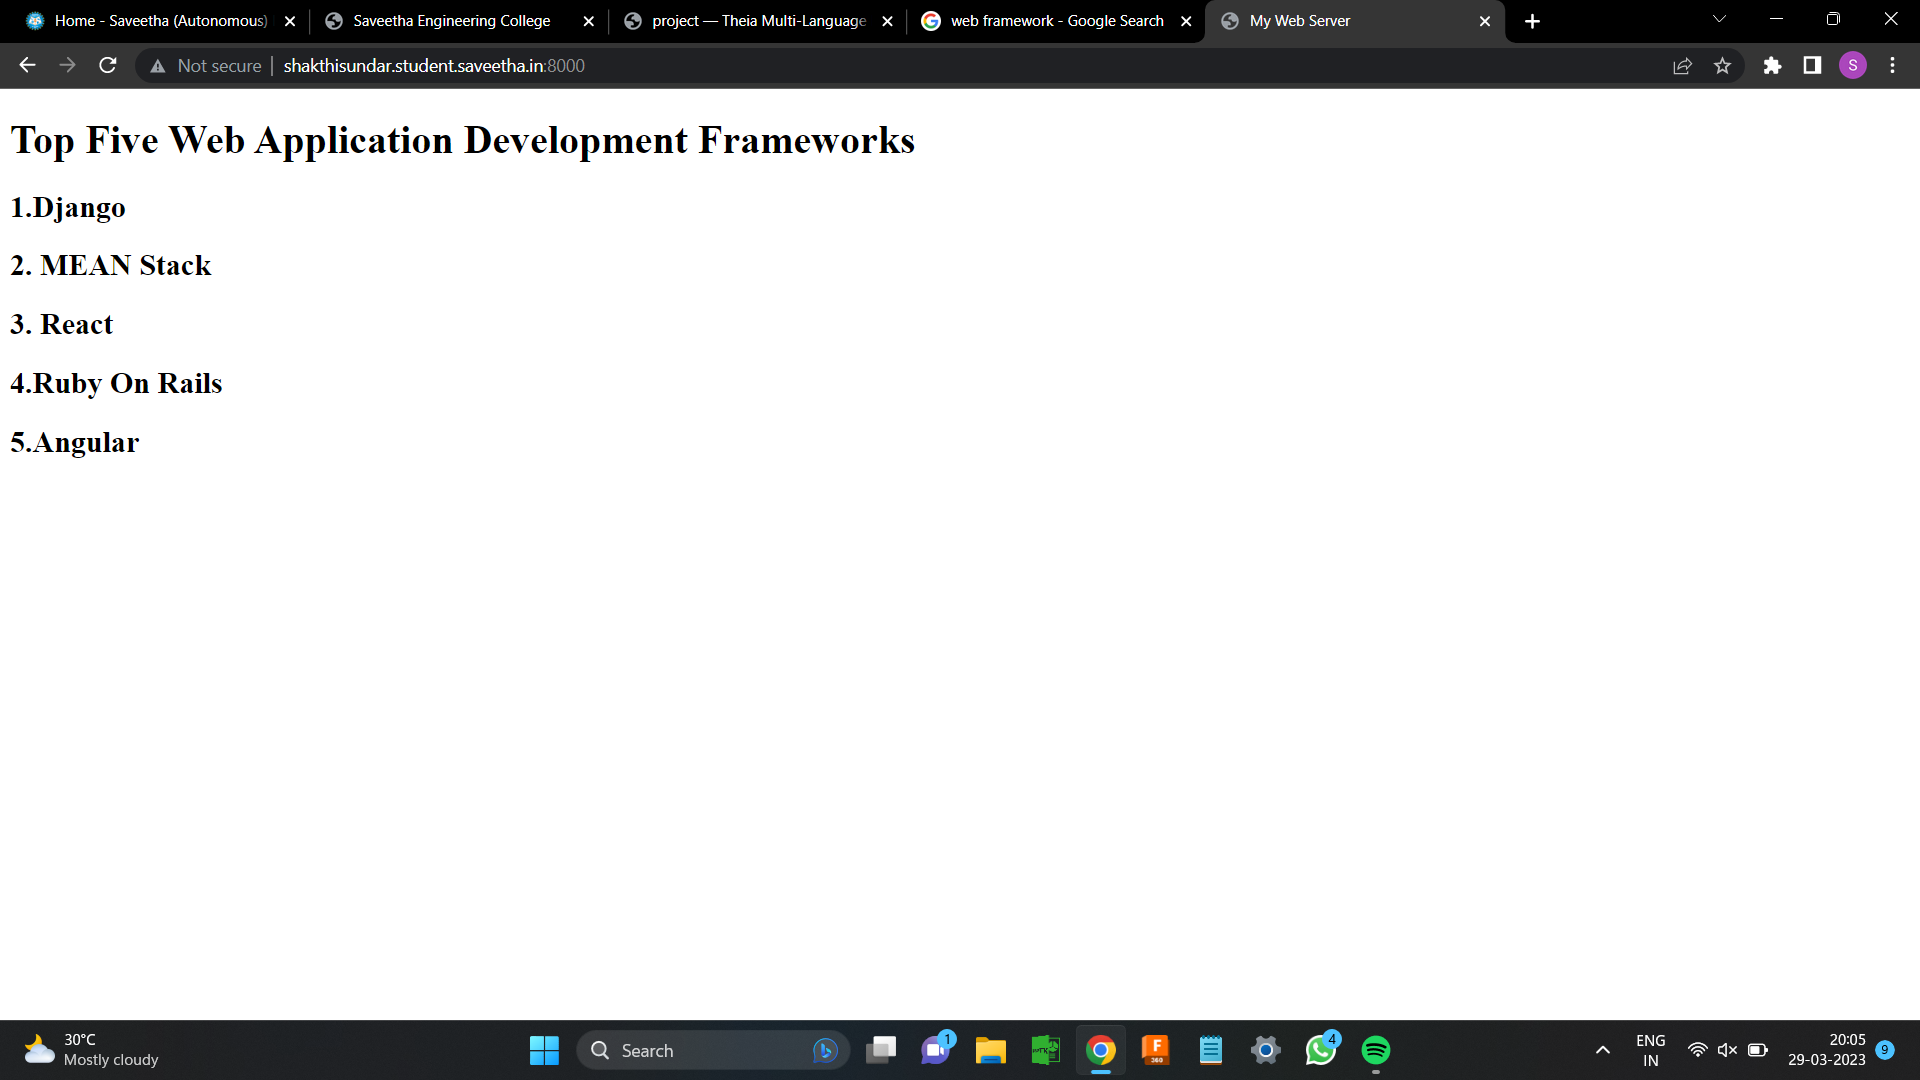 Home - Saveetha (Autonomous)
Saveetha Engineering College
project — Theia Multi-Language
web framework - Google Search
My Web Server
Not secure
shakthisundar.student.saveetha.in:8000
S
Top Five Web Application Development Frameworks
1.Django
2. MEAN Stack
3. React
4.Ruby On Rails
5.Angular
30°C
Mostly cloudy
Search
1
F
360
4
ENG
IN
20:05
29-03-2023
9